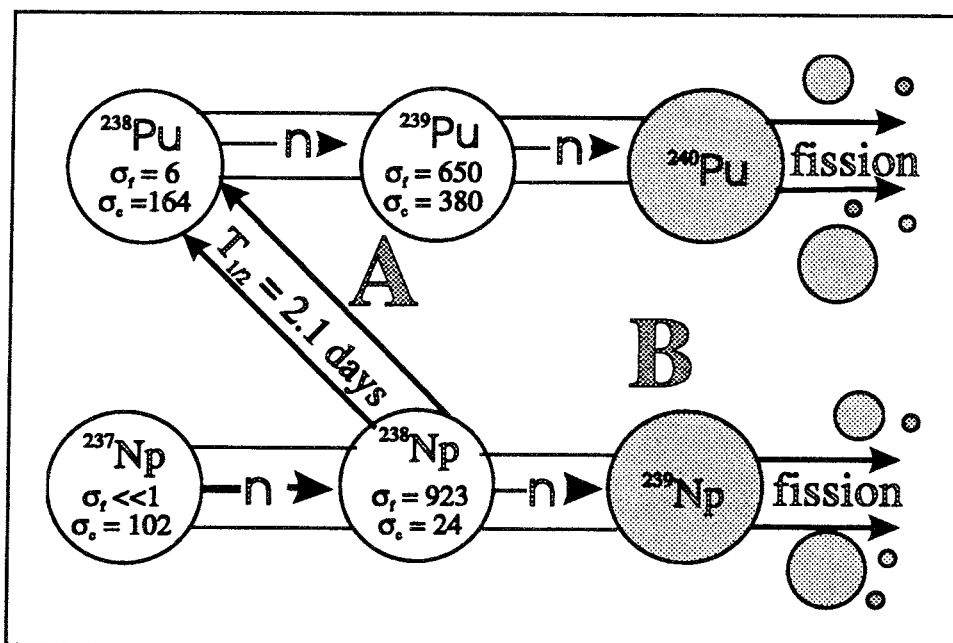 ²³⁸Pu
σf = 6
σc = 164
n
²³⁹Pu
σf = 650
σc = 380
n
²⁴⁰Pu
fission
T1/2 = 2.1 days
A
B
²³⁷Np
σf <<1
σc = 102
n
²³⁸Np
σf = 923
σc = 24
n
²³⁹Np
fission